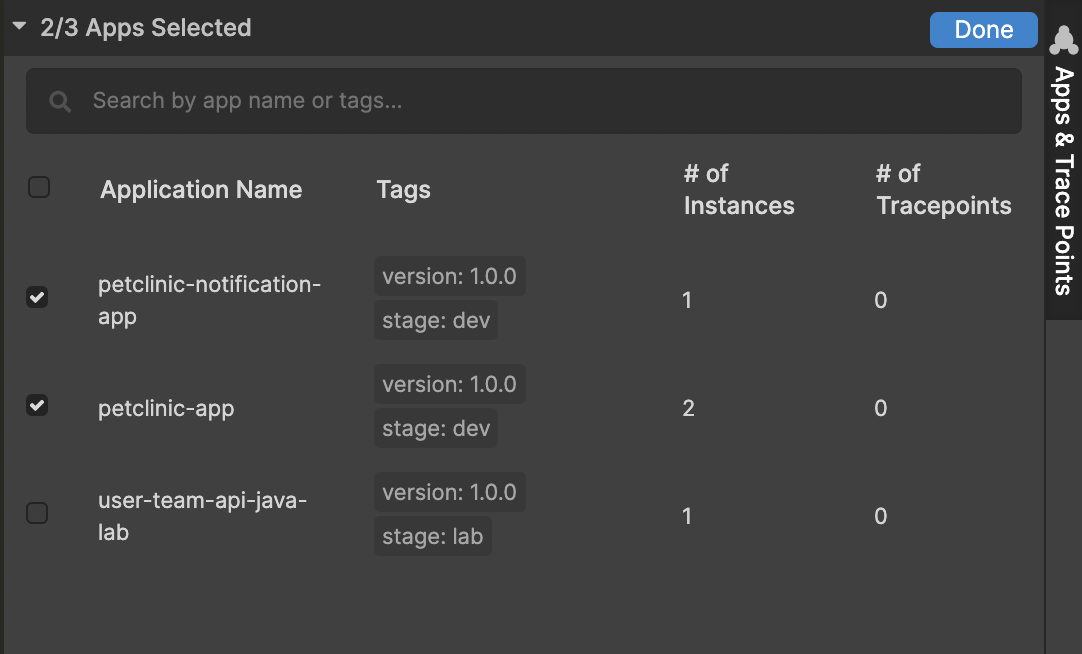 2/3 Apps Selected
Done
Search by app name or tags...
Application Name
Tags
# of
Instances
# of
Tracepoints
petclinic-notification-
app
version: 1.0.0
stage: dev
1
0
petclinic-app
version: 1.0.0
stage: dev
2
0
user-team-api-java-
lab
version: 1.0.0
stage: lab
1
0
Apps & Trace Points